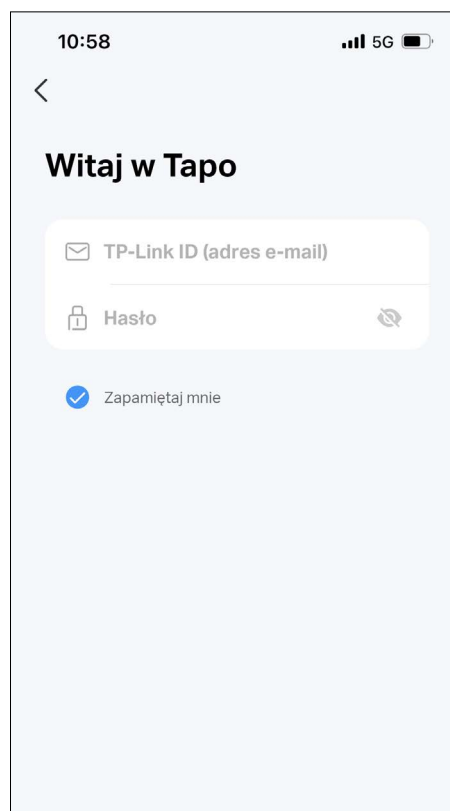 10:58 5G
Witaj w Tapo
TP-Link ID (adres e-mail)
Hasło
Zapamiętaj mnie